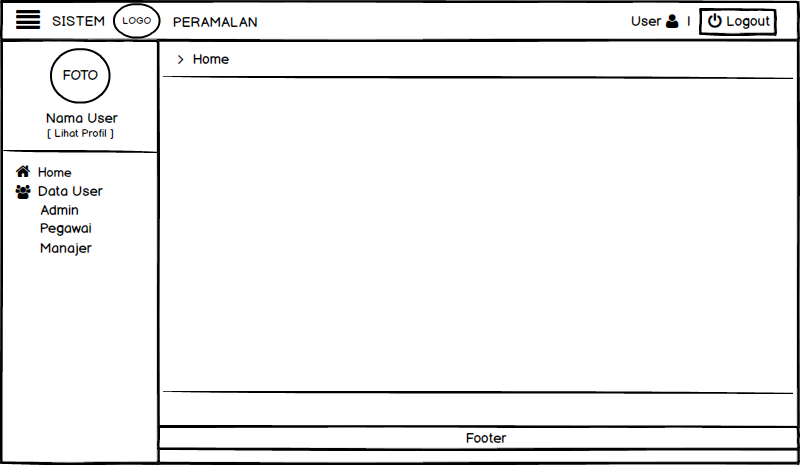 SISTEM LOGO PERAMALAN User | Logout
FOTO
Nama User
[ Lihat Profil ]
> Home
Home
Data User
Admin
Pegawai
Manajer
Footer